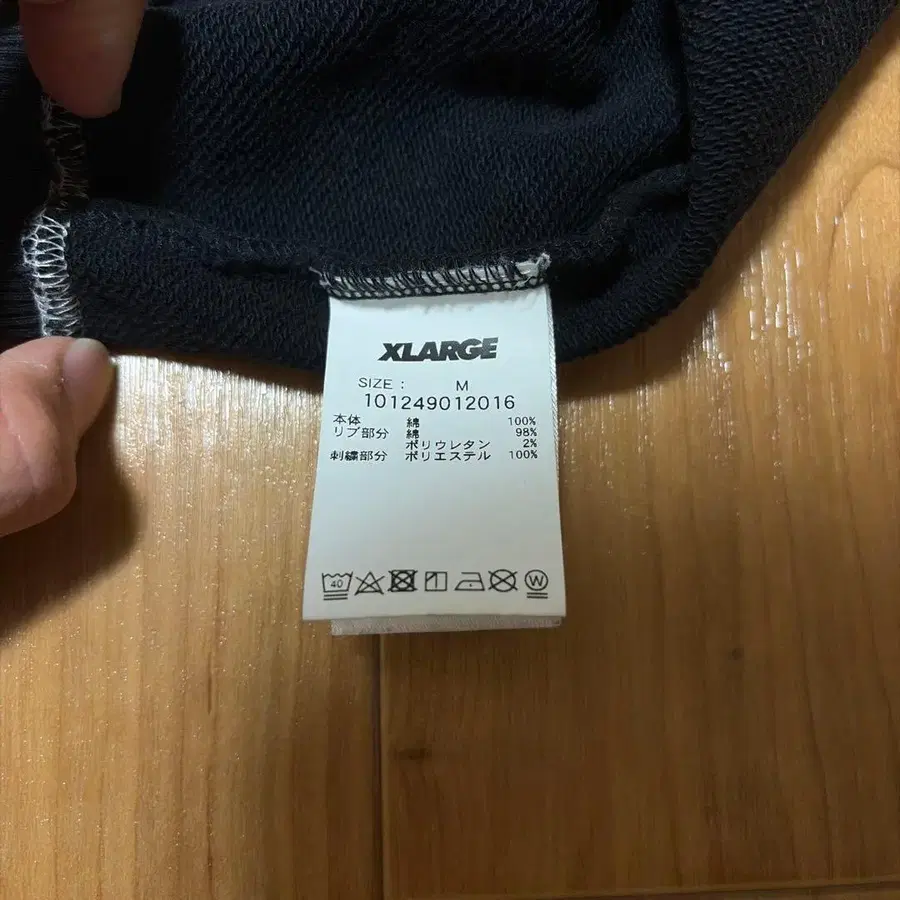 XLARGE
SIZE : M
101249012016
本体 綿 100%
リブ部分 綿 98%
ポリウレタン 2%
刺繍部分 ポリエステル 100%
40
W